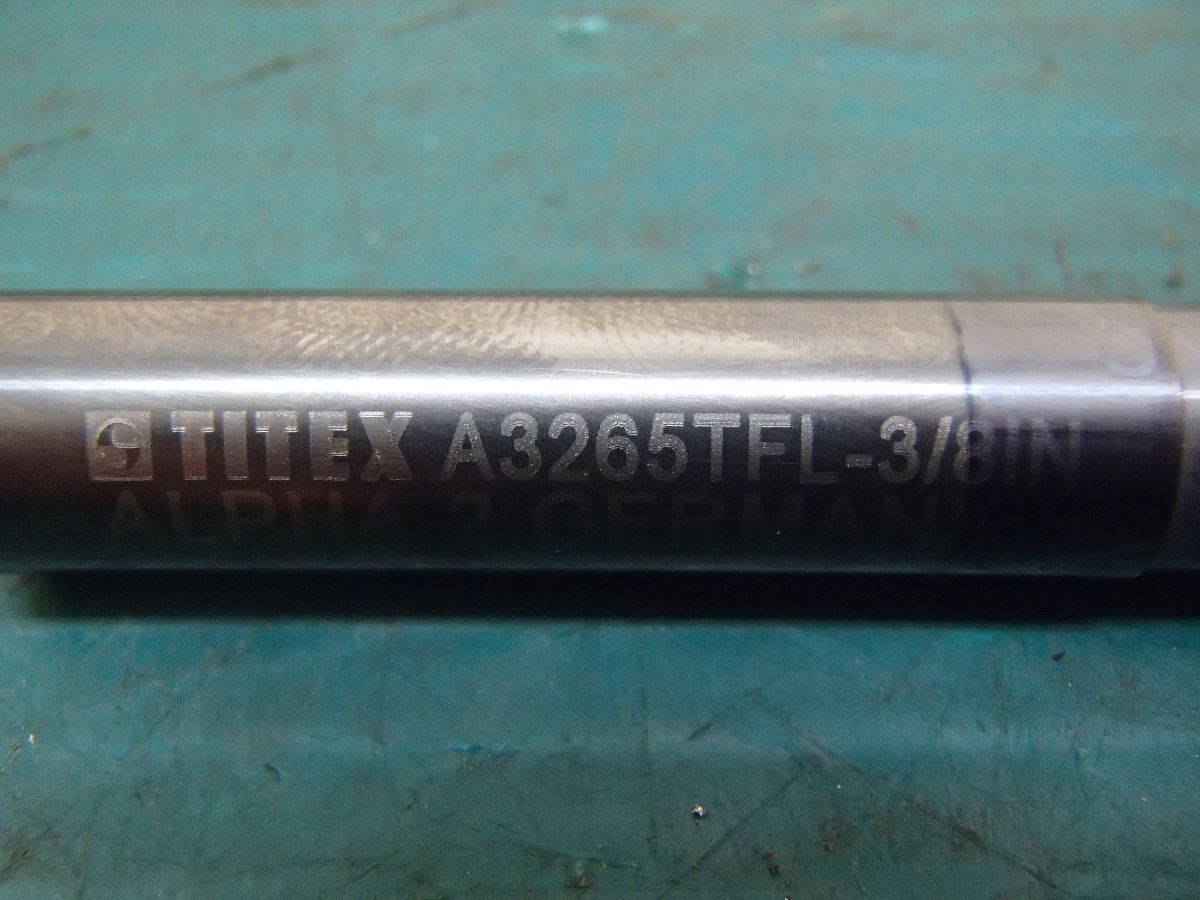 TITEX A3265TFL-3/8IN
ALPHA 2 GERMANY